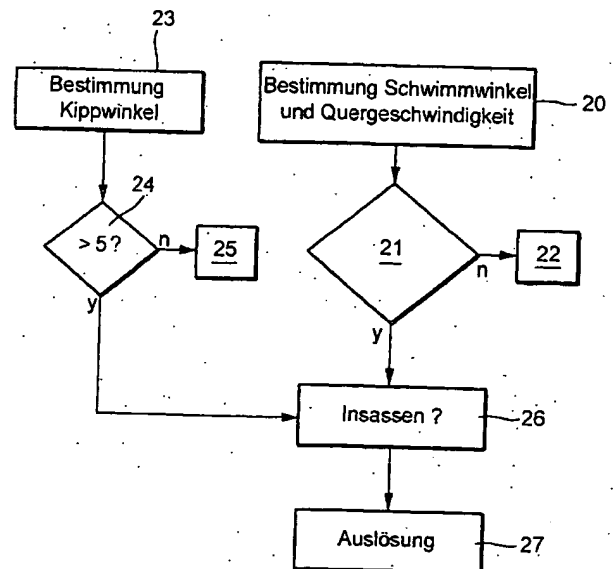 23
Bestimmung
Kippwinkel
Bestimmung Schwimmwinkel
und Quergeschwindigkeit
20
24
> 5 ?
n
25
y
21
n
22
y
Insassen ?
26
Auslösung
27